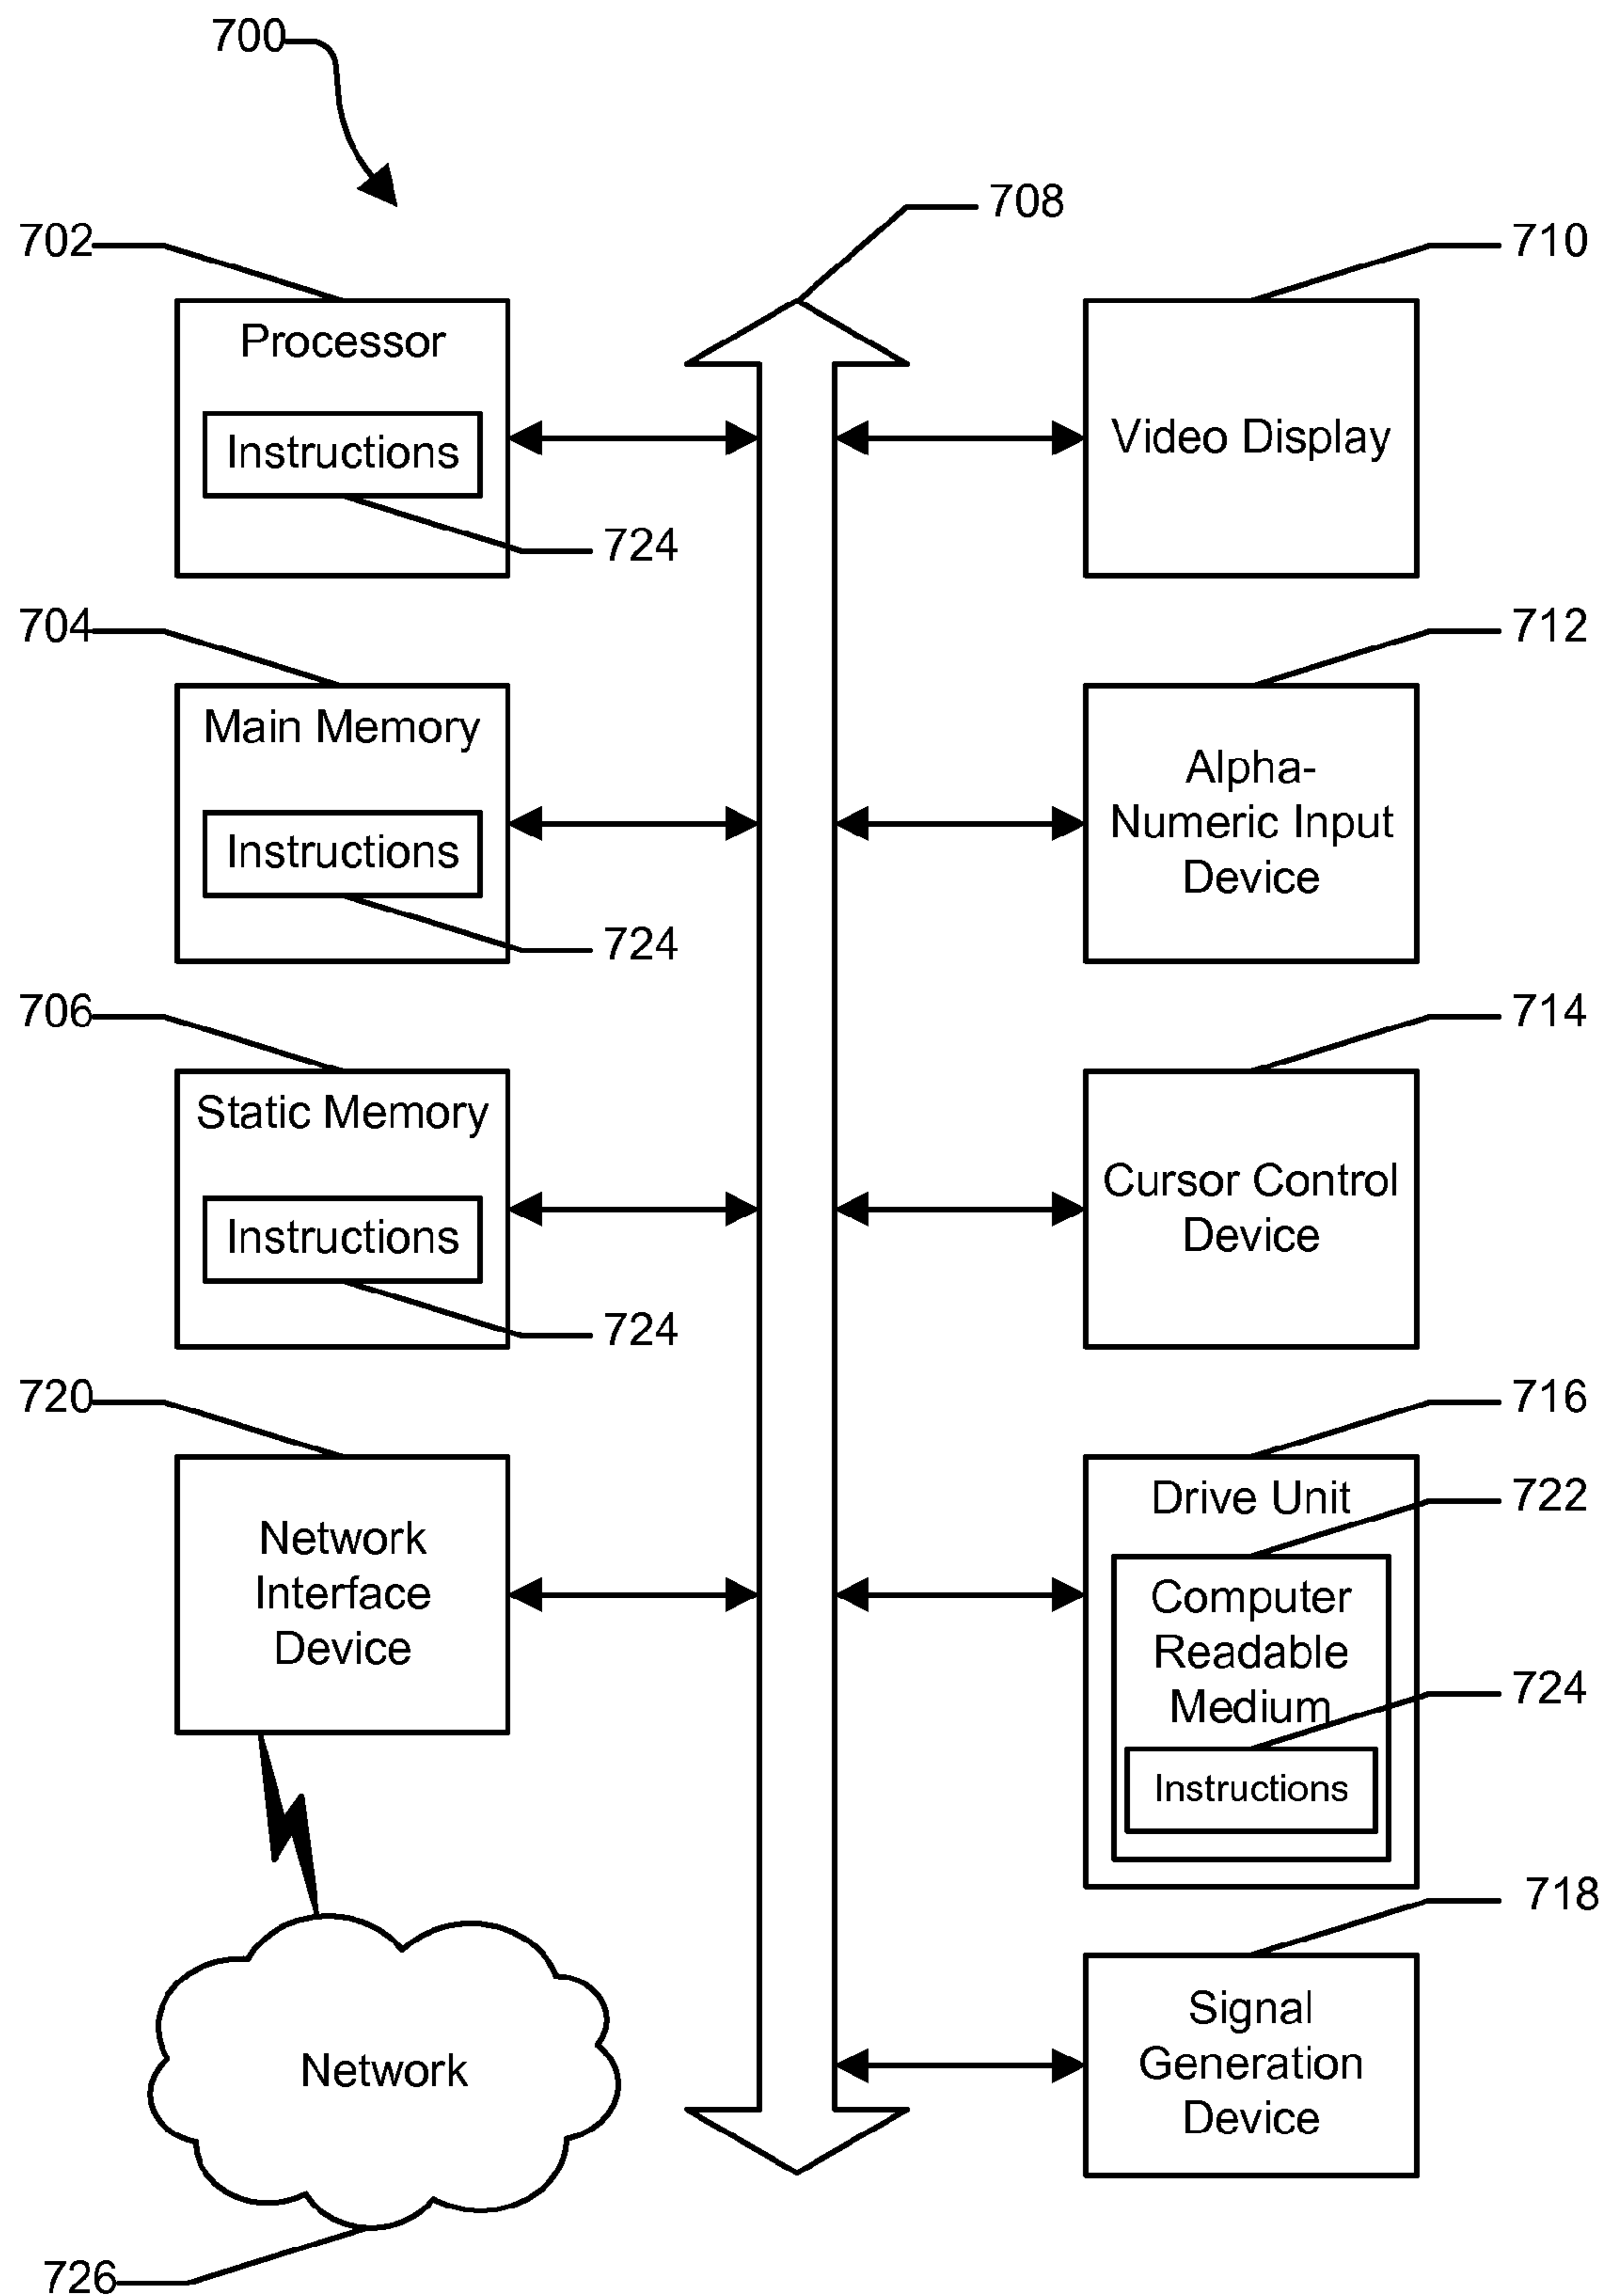 700
708
702
710
Processor
Instructions
724
Video Display
704
712
Main Memory
Instructions
724
Alpha-
Numeric Input
Device
706
714
Static Memory
Instructions
724
Cursor Control
Device
720
716
Network
Interface
Device
Drive Unit
722
Computer
Readable
Medium
724
Instructions
718
Signal
Generation
Device
Network
726